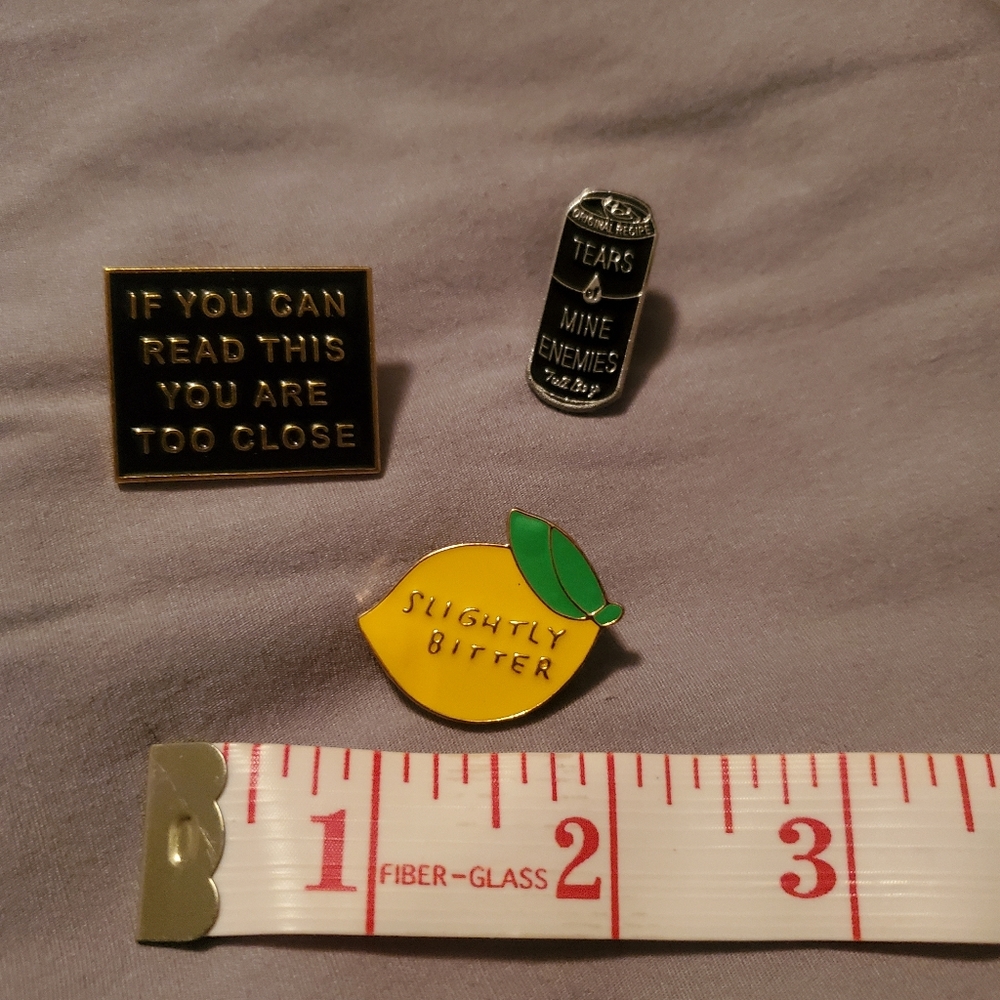 IF YOU CAN
READ THIS
YOU ARE
TOO CLOSE
ORIGINAL RECIPE
TEARS
of
MINE
ENEMIES
SLIGHTLY
BITTER
1 2 3
FIBER-GLASS